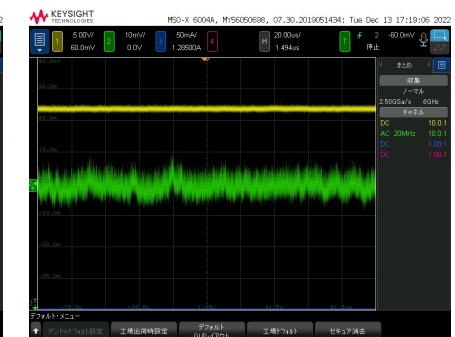 KEYSIGHT
TECHNOLOGIES
MSO-X 6004A, MY56050698, 07.30.2019051434: Tue Dec 13 17:19:06 2022
1 5.00V/ 60.0mV
2 10mV/ 0.0V
3 50mA/ 1.28500A
4
H 20.00us/ 1.494us
T 2 -60.0mV
停止
まとめ
収集
ノーマル
2.50GSa/s 6GHz
チャネル
DC 10.0:1
AC 20MHz 10.0:1
DC 1.00:1
DC 1.00:1
デフォルト・メニュー
工場出荷時設定
デフォルト
工場デフォルト
セキュア消去